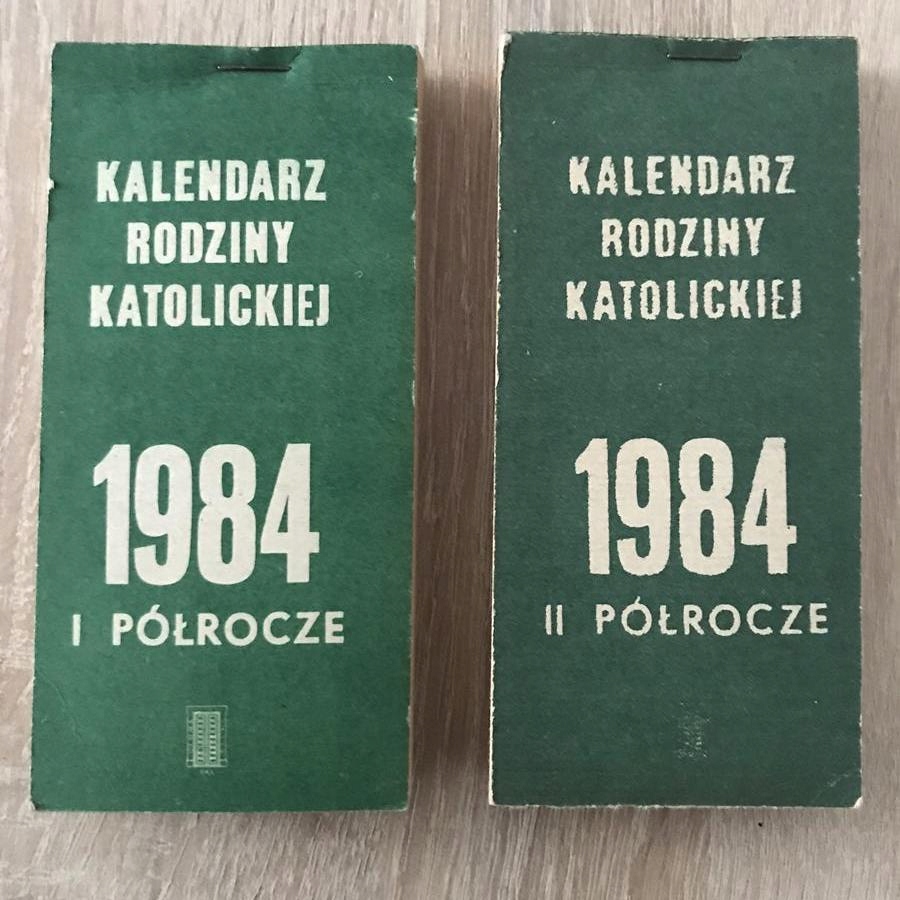 KALENDARZ
RODZINY
KATOLICKIEJ
1984
I PÓŁROCZE
KALENDARZ
RODZINY
KATOLICKIEJ
1984
II PÓŁROCZE